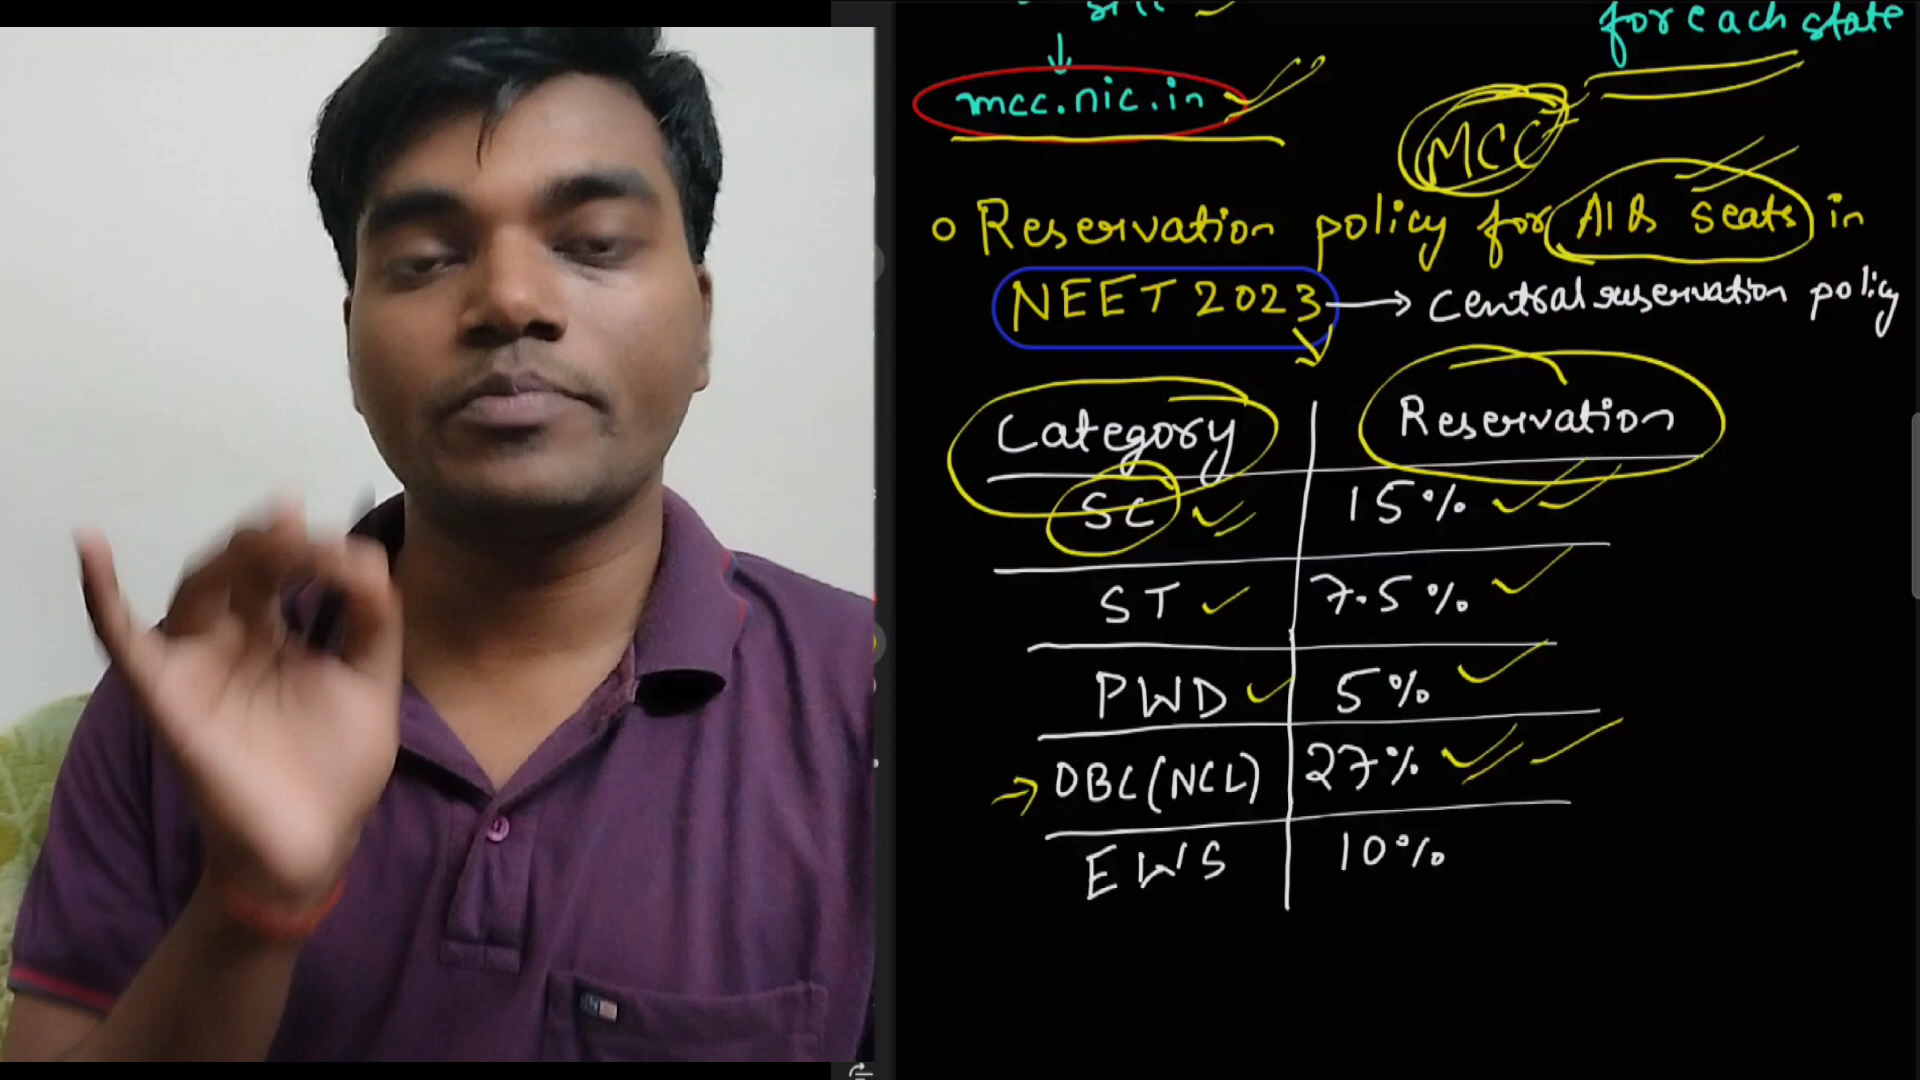 for each state
mcc.nic.in
MCC
Reservation policy for AIQ seats in
NEET 2023 → Central reservation policy
Category Reservation
SC 15%
ST 7.5%
PWD 5%
→ OBC (NCL) 27%
EWS 10%